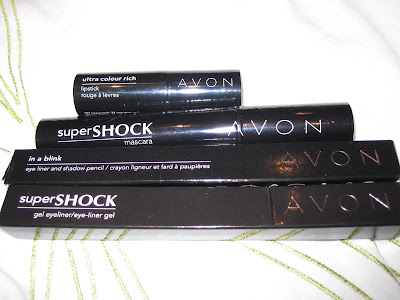 ultra colour rich
lipstick
rouge à lèvres
AVON
superSHOCK
mascara
AVON
in a blink
eye liner and shadow pencil / crayon ligneur et fard à paupières
AVON
superSHOCK
gel eyeliner/eye-liner gel
AVON